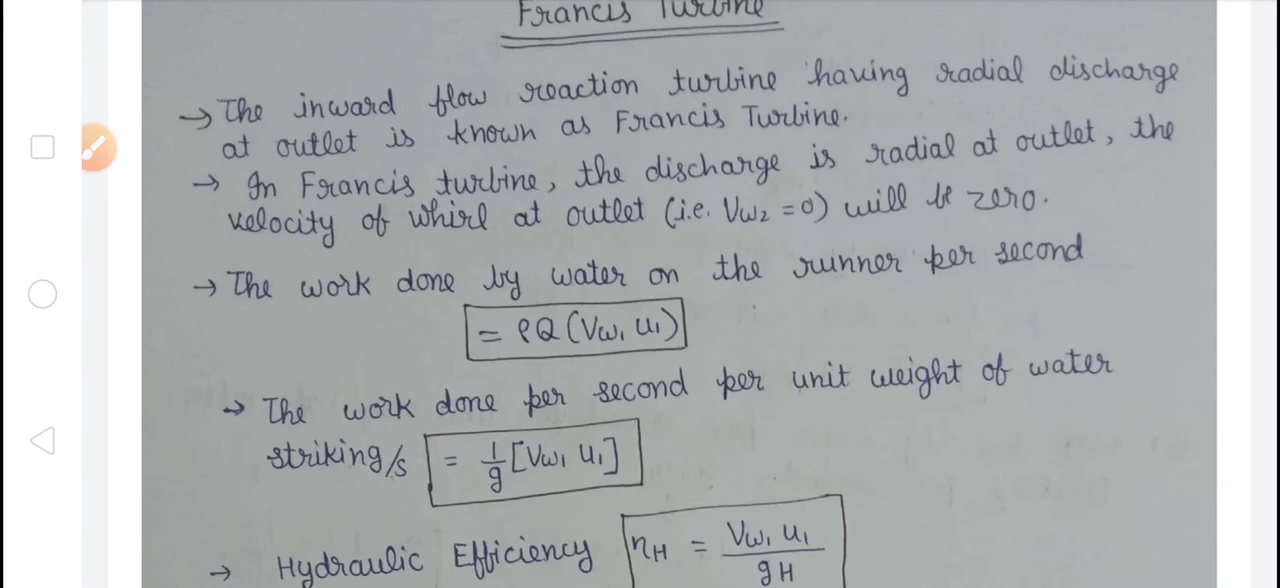 Francis Turbine
→ The inward flow reaction turbine having radial discharge
at outlet is known as Francis Turbine.
→ In Francis turbine, the discharge is radial at outlet, the
velocity of whirl at outlet (i.e. Vw₂ = 0) will be zero.
→ The work done by water on the runner per second
= ρQ (Vw₁ u₁)
→ The work done per second per unit weight of water
striking/s = 1/g [Vw₁ u₁]
→ Hydraulic Efficiency ηH = Vw₁ u₁ / gH